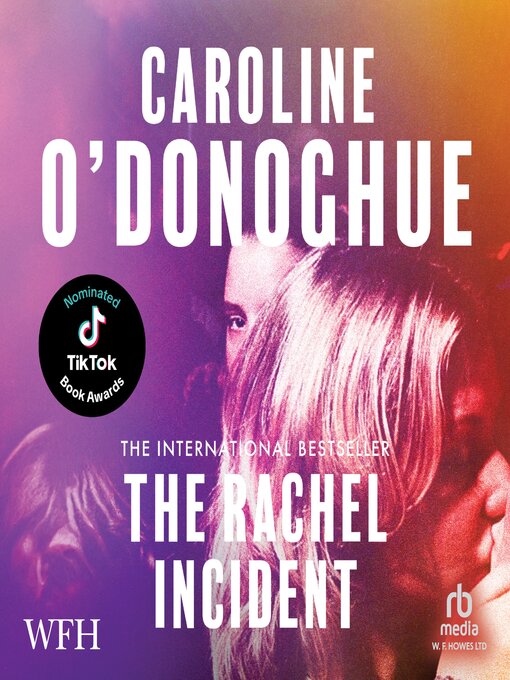 CAROLINE
O'DONOGHUE
Nominated
TikTok
Book Awards
THE INTERNATIONAL BESTSELLER
THE RACHEL
INCIDENT
WFH
rb
media
W. F. HOWES LTD